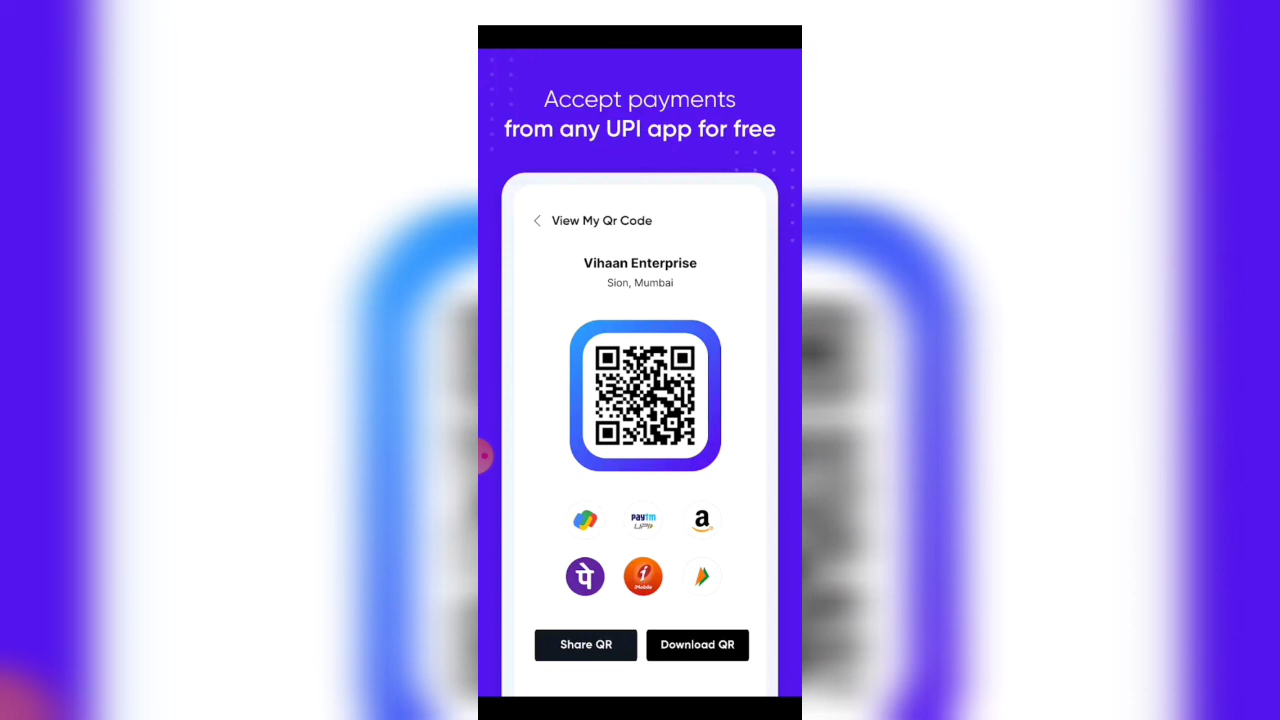 Accept payments
from any UPI app for free
View My Qr Code
Vihaan Enterprise
Sion, Mumbai
paytm
UPI
a
पे
i
iMobile
Share QR
Download QR